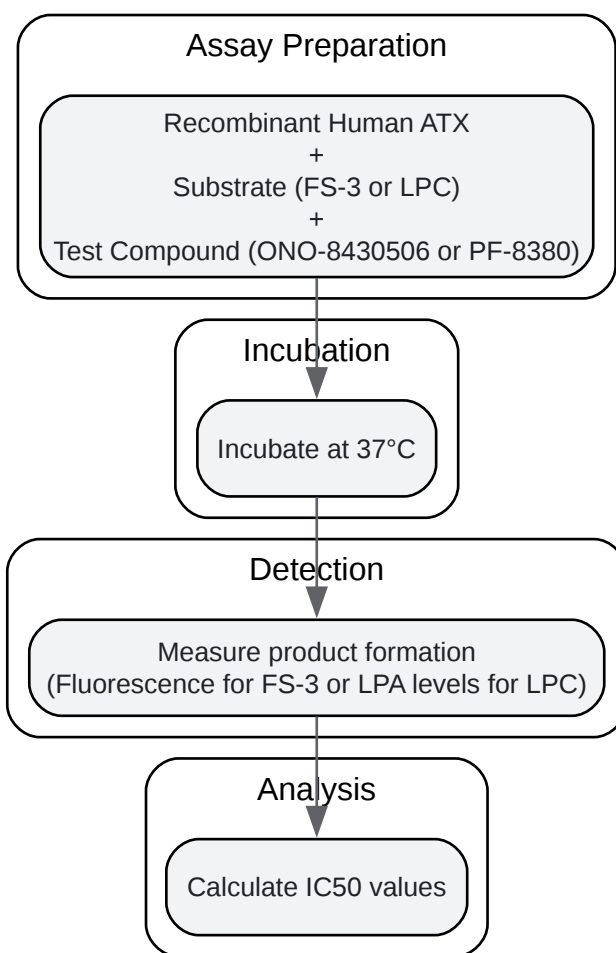 Assay Preparation
Recombinant Human ATX
+
Substrate (FS-3 or LPC)
+
Test Compound (ONO-8430506 or PF-8380)
Incubation
Incubate at 37°C
Detection
Measure product formation
(Fluorescence for FS-3 or LPA levels for LPC)
Analysis
Calculate IC50 values